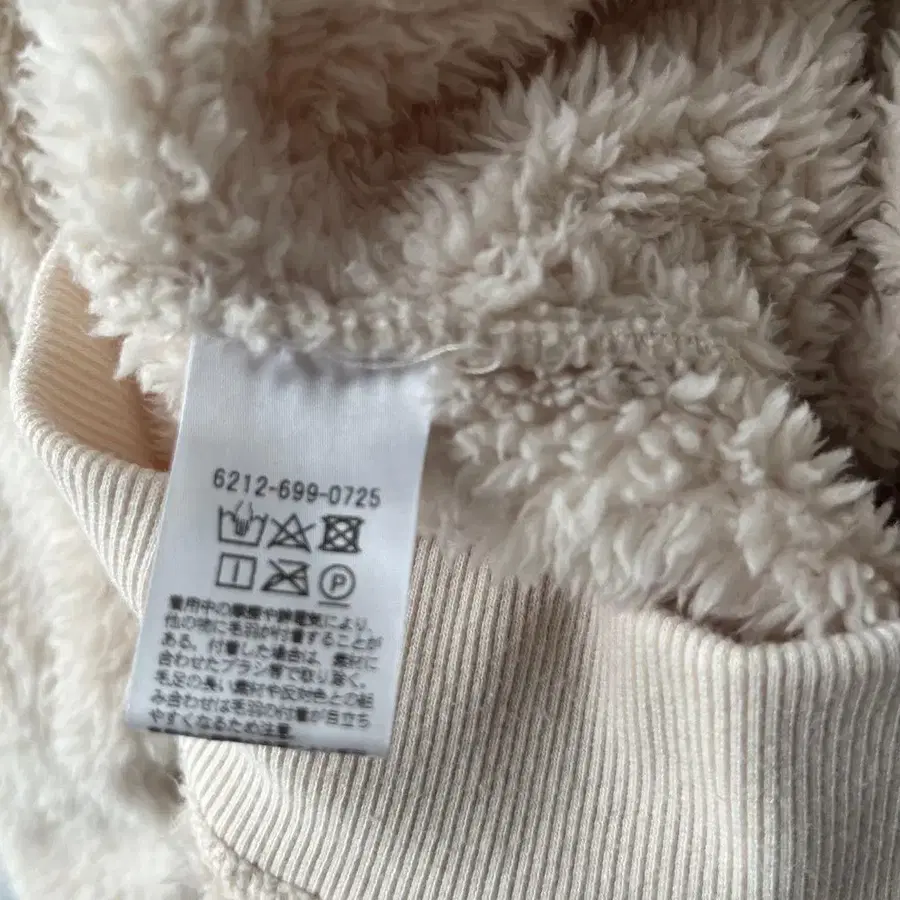 6212-699-0725
P
着用中の摩擦や静電気により、
他の物に毛羽が付着することが
ある。付着した場合は、素材に
合わせたブラシ等で取り除く。
毛足の長い素材や反対色との組
み合わせは毛羽の付着が目立ち
やすくなるため注意